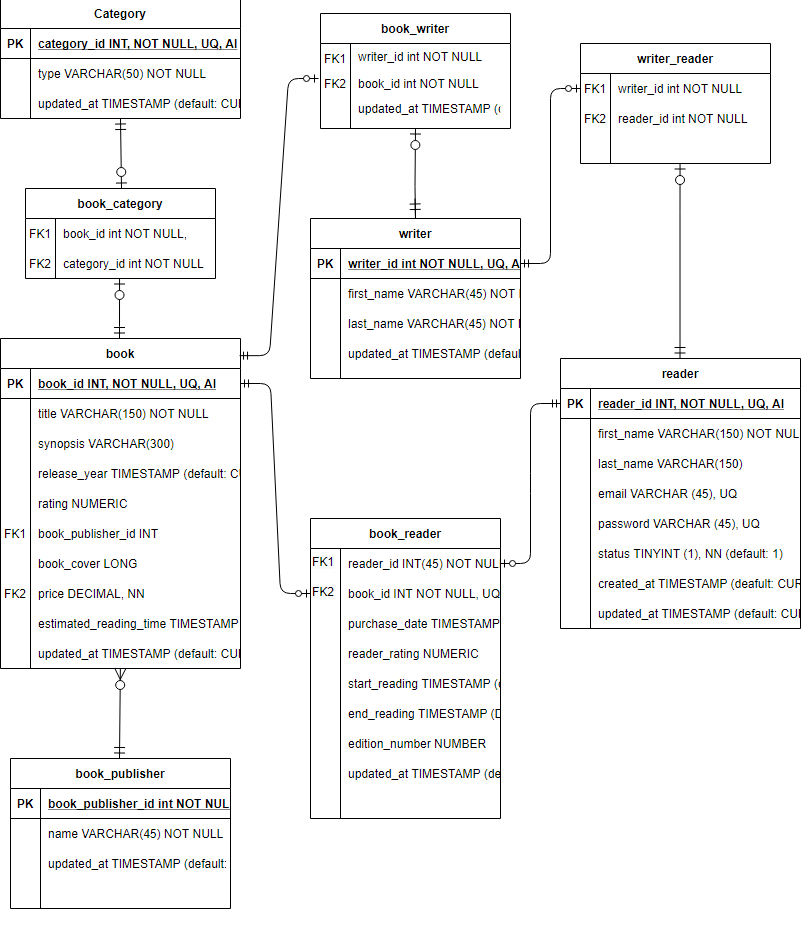 Category
PK category_id INT, NOT NULL, UQ, AI
type VARCHAR(50) NOT NULL
updated_at TIMESTAMP (default:
book_category
FK1 book_id int NOT NULL,
FK2 category_id int NOT NULL
book
PK book_id INT, NOT NULL, UQ, AI
title VARCHAR(150) NOT NULL
synopsis VARCHAR(300)
release_year TIMESTAMP (default:
rating NUMERIC
FK1 book_publisher_id INT
book_cover LONG
FK2 price DECIMAL, NN
estimated_reading_time TIMESTAMP
updated_at TIMESTAMP (default:
book_publisher
PK book_publisher_id int NOT
name VARCHAR(45) NOT NULL
updated_at TIMESTAMP (default:
book_writer
FK1 writer_id int NOT NULL
FK2 book_id int NOT NULL
updated_at TIMESTAMP
writer
PK writer_id int NOT NULL, UQ,
first_name VARCHAR(45) NOT
last_name VARCHAR(45) NOT
updated_at TIMESTAMP
book_reader
FK1 reader_id INT(45) NOT
FK2 book_id INT NOT NULL, UQ
purchase_date TIMESTAMP
reader_rating NUMERIC
start_reading TIMESTAMP
end_reading TIMESTAMP
edition_number NUMBER
updated_at TIMESTAMP
writer_reader
FK1 writer_id int NOT NULL
FK2 reader_id int NOT NULL
reader
PK reader_id INT, NOT NULL, UQ, AI
first_name VARCHAR(150) NOT
last_name VARCHAR(150)
email VARCHAR (45), UQ
password VARCHAR (45), UQ
status TINYINT (1), NN (default: 1)
created_at TIMESTAMP (deafult:
updated_at TIMESTAMP (default: